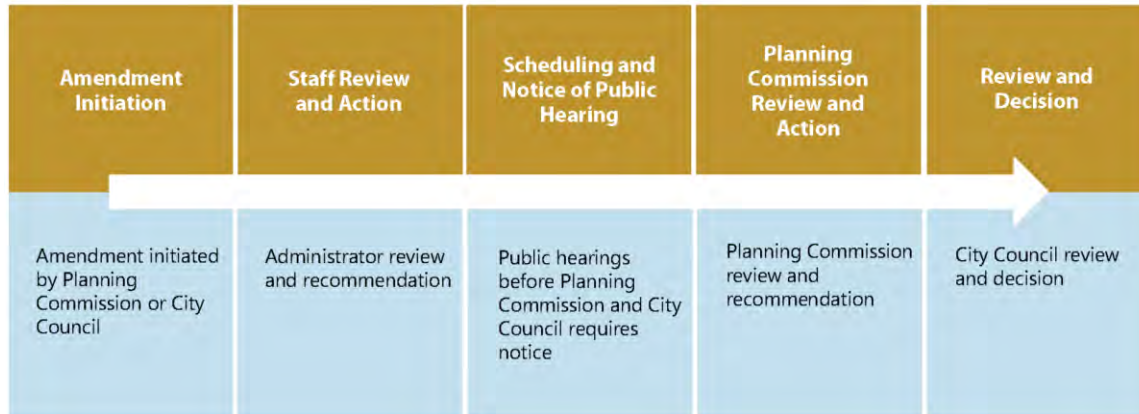 Amendment
Initiation
Staff Review
and Action
Scheduling and
Notice of Public
Hearing
Planning
Commission
Review and
Action
Review and
Decision
Amendment initiated
by Planning
Commission or City
Council
Administrator review
and recommendation
Public hearings
before Planning
Commission and City
Council requires
notice
Planning Commission
review and
recommendation
City Council review
and decision